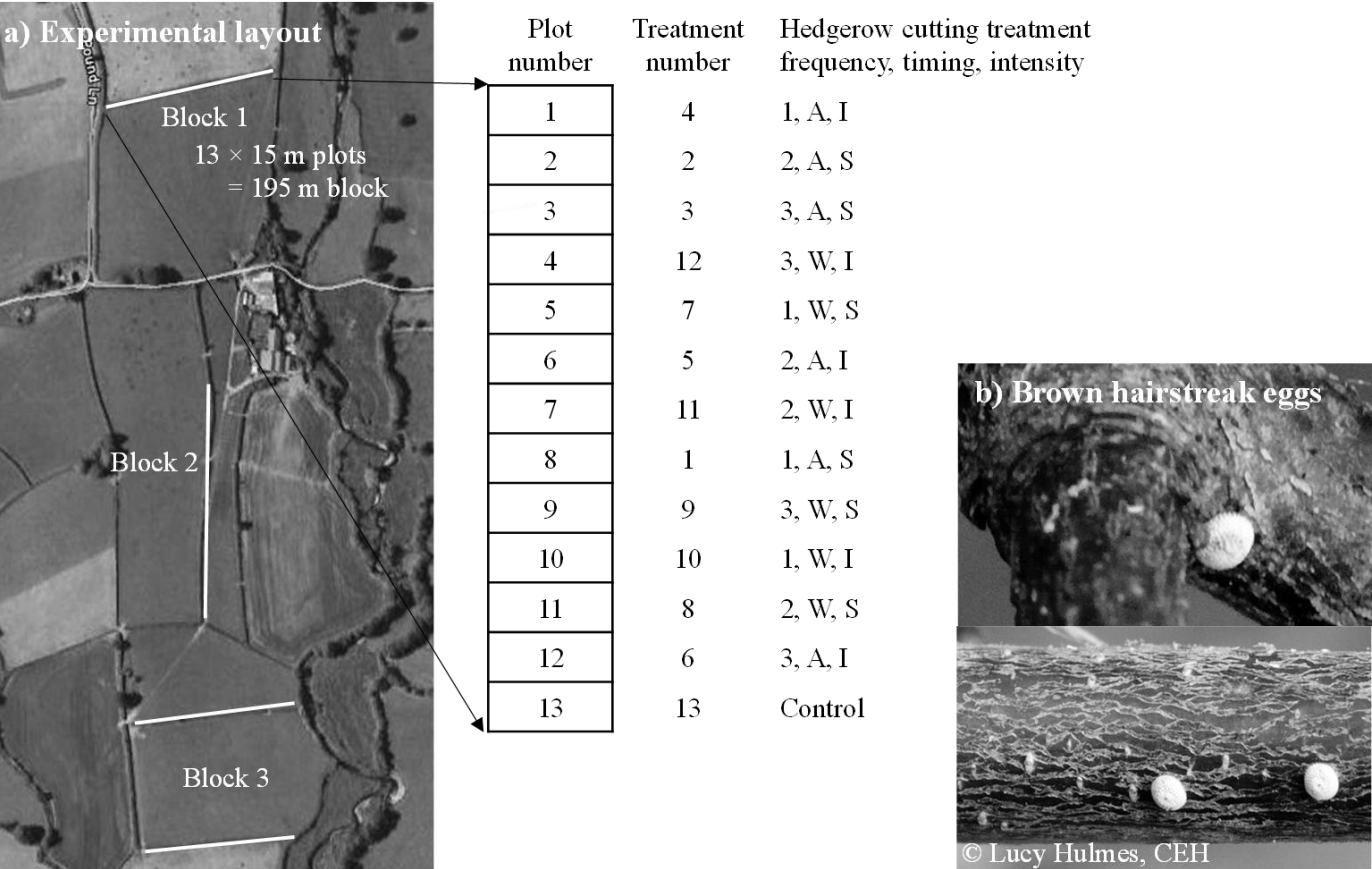 a) Experimental layout
Pound Ln
Block 1
13 × 15 m plots
= 195 m block
Block 2
Block 3
Plot number
Treatment number
Hedgerow cutting treatment frequency, timing, intensity
1 4 1, A, I
2 2 2, A, S
3 3 3, A, S
4 12 3, W, I
5 7 1, W, S
6 5 2, A, I
7 11 2, W, I
8 1 1, A, S
9 9 3, W, S
10 10 1, W, I
11 8 2, W, S
12 6 3, A, I
13 13 Control
b) Brown hairstreak eggs
© Lucy Hulmes, CEH